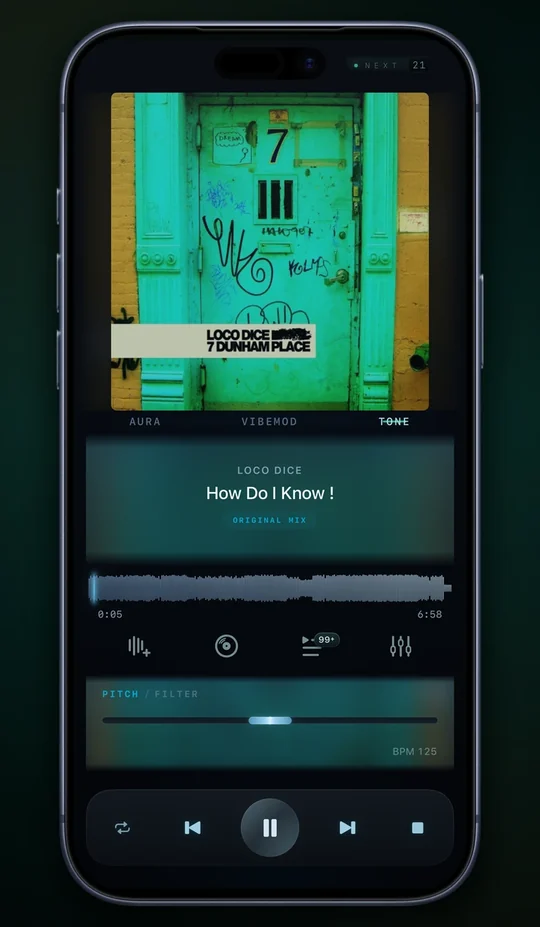 NEXT 21
7
LOCO DICE
7 DUNHAM PLACE
AURA VIBEMOD TONE
LOCO DICE
How Do I Know !
ORIGINAL MIX
0:05 6:58
99+
PITCH / FILTER
BPM 125